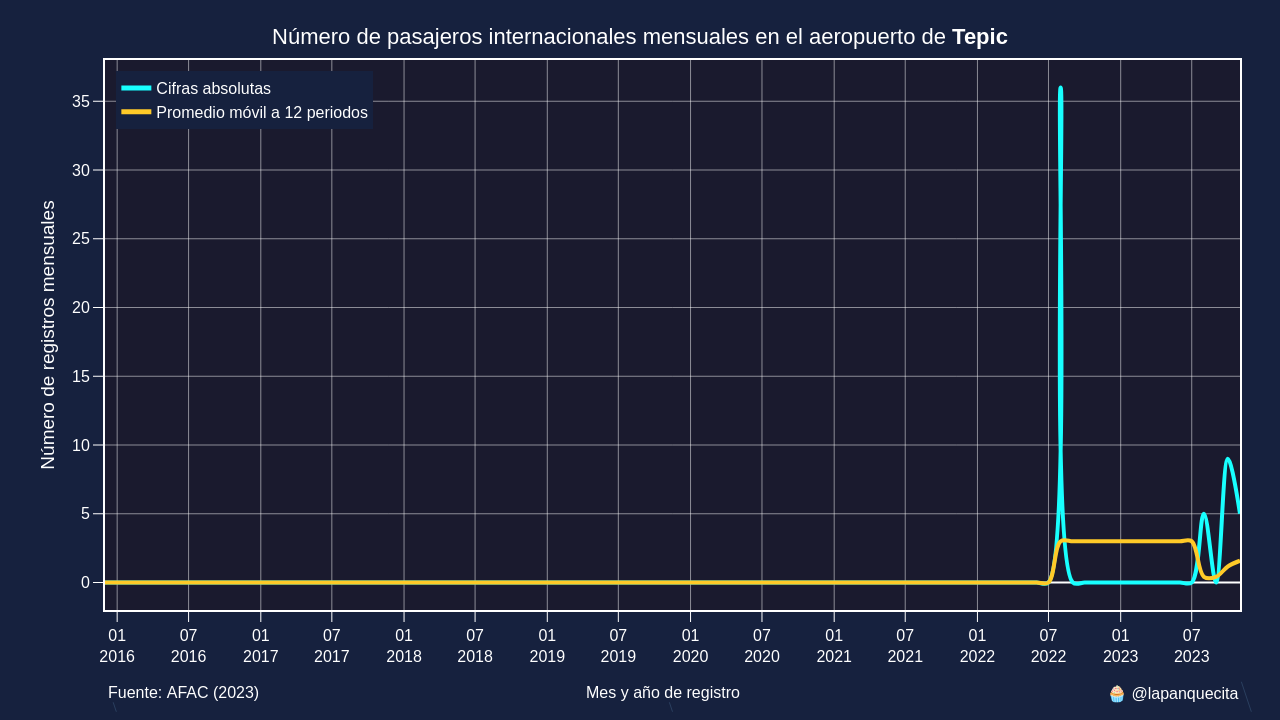 Número de pasajeros internacionales mensuales en el aeropuerto de Tepic
Cifras absolutas
Promedio móvil a 12 periodos
Número de registros mensuales
35
30
25
20
15
10
5
0
01 07 01 07 01 07 01 07 01 07 01 07 01 07 01 07
2016 2016 2017 2017 2018 2018 2019 2019 2020 2020 2021 2021 2022 2022 2023 2023
Fuente: AFAC (2023)
Mes y año de registro
🧁 @lapanquecita